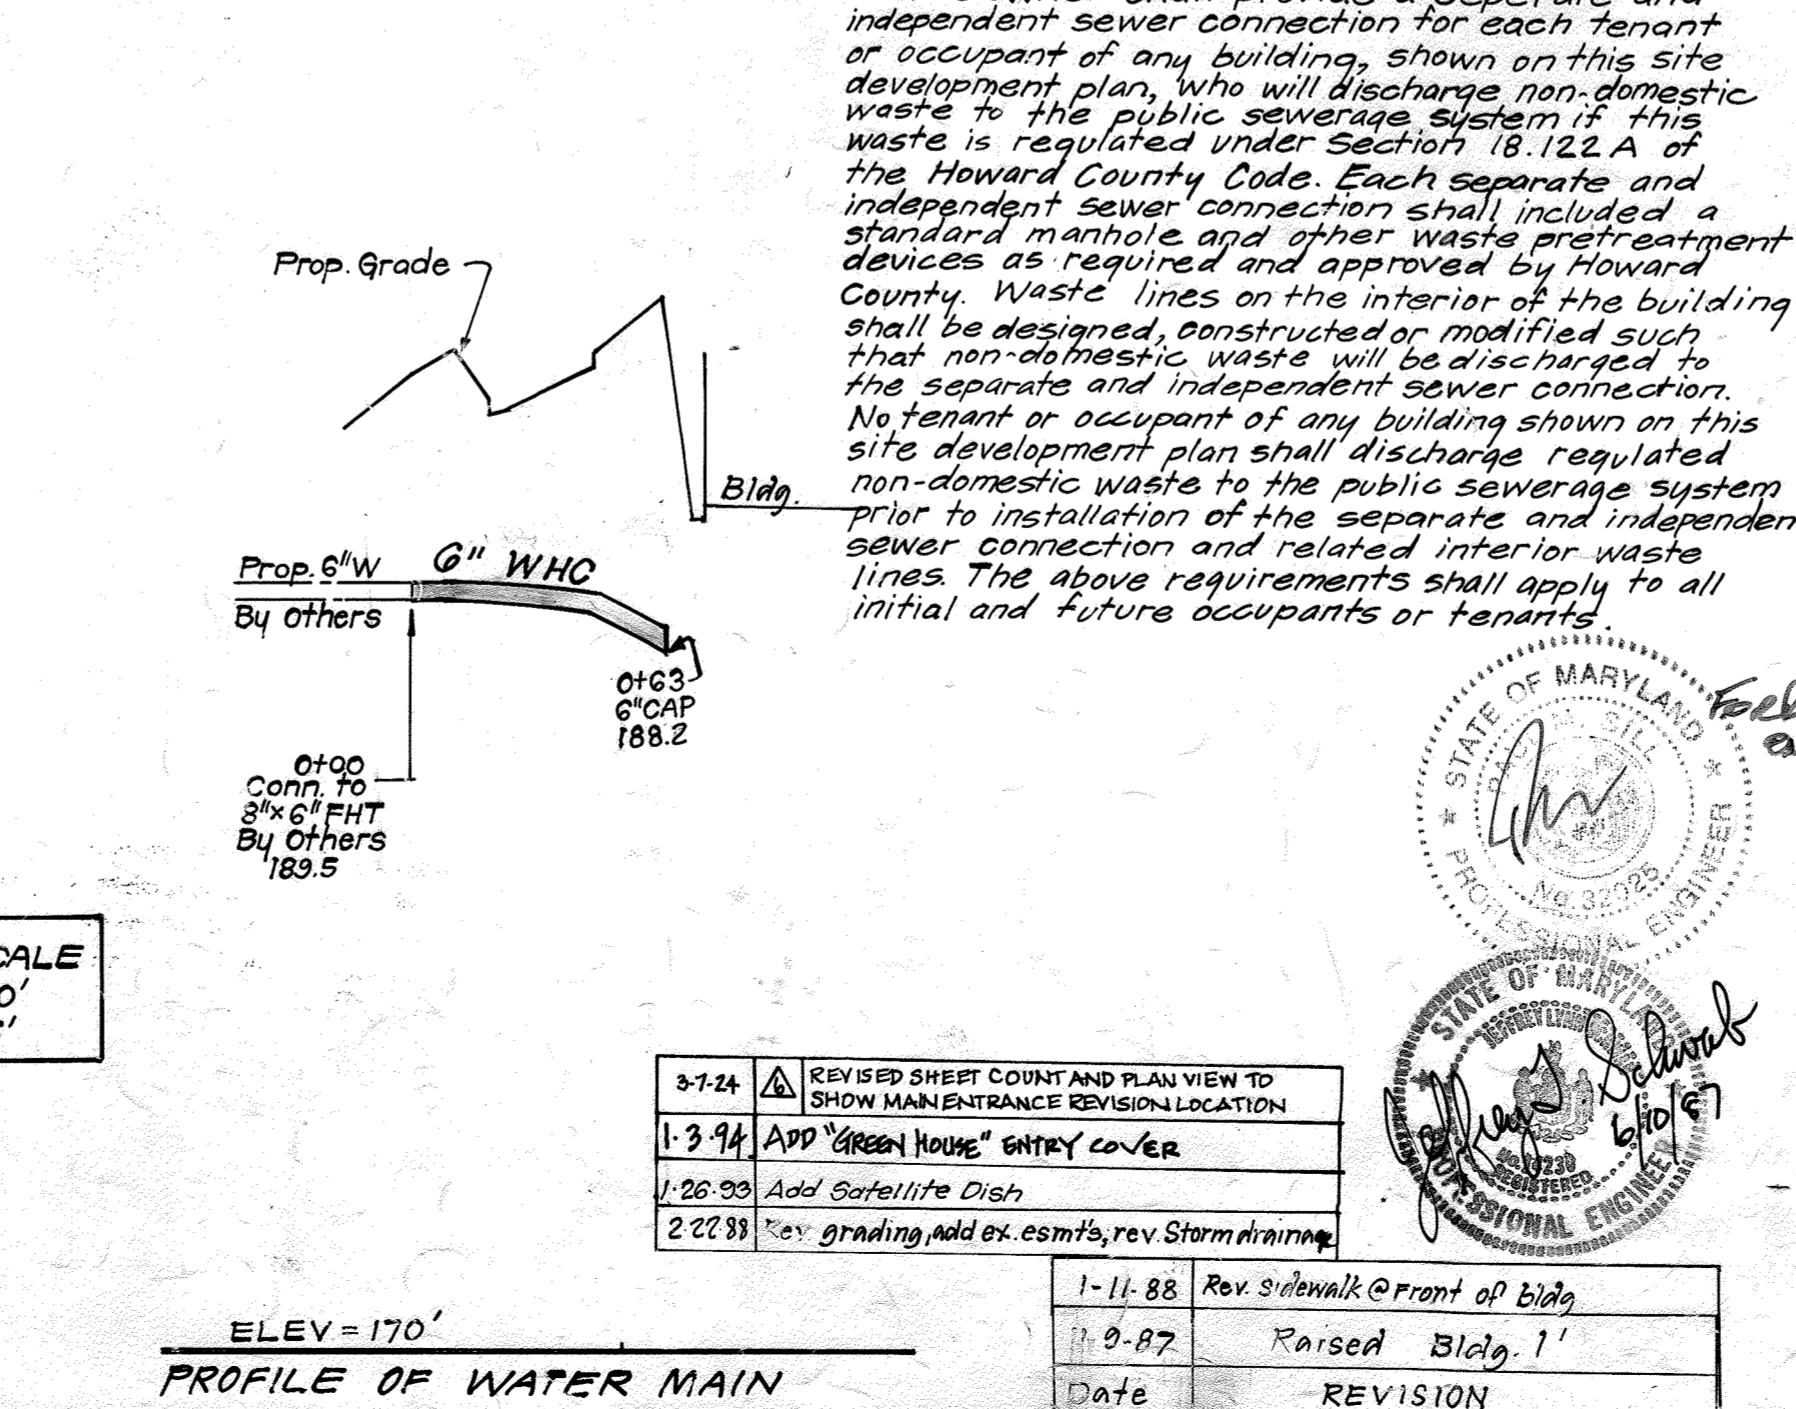 independent sewer connection for each tenant
or occupant of any building, shown on this site
development plan, who will discharge non-domestic
waste to the public sewerage system if this
waste is regulated under Section 18.122 A of
the Howard County Code. Each separate and
independent sewer connection shall included a
standard manhole and other waste pretreatment
devices as required and approved by Howard
County. Waste lines on the interior of the building
shall be designed, constructed or modified such
that non-domestic waste will be discharged to
the separate and independent sewer connection.
No tenant or occupant of any building shown on this
site development plan shall discharge regulated
non-domestic waste to the public sewerage system
prior to installation of the separate and independen
sewer connection and related interior waste
lines. The above requirements shall apply to all
initial and future occupants or tenants.
Prop. Grade
Bldg.
Prop. 6"W
6" WHC
By Others
0+63
6"CAP
188.2
0+00
Conn. to
8"x6" FHT
By Others
189.5
CALE
0'
STATE OF MARYLAND
M. SILL
No. 32025
PROFESSIONAL ENGINEER
STATE OF MARYLAND
JEFFREY LYNN
Jeffrey L. Schwab
6/10/87
REGISTERED
PROFESSIONAL ENGINEER
3-7-24 6 REVISED SHEET COUNT AND PLAN VIEW TO
SHOW MAIN ENTRANCE REVISION LOCATION
1.3.94 ADD "GREEN HOUSE" ENTRY COVER
1.26.93 Add Satellite Dish
2.22.88 Rev grading, add ex. esmt's, rev. Storm drainage
1-11-88 Rev. Sidewalk @ Front of bldg
9-87 Raised Bldg. 1'
Date REVISION
ELEV = 170'
PROFILE OF WATER MAIN